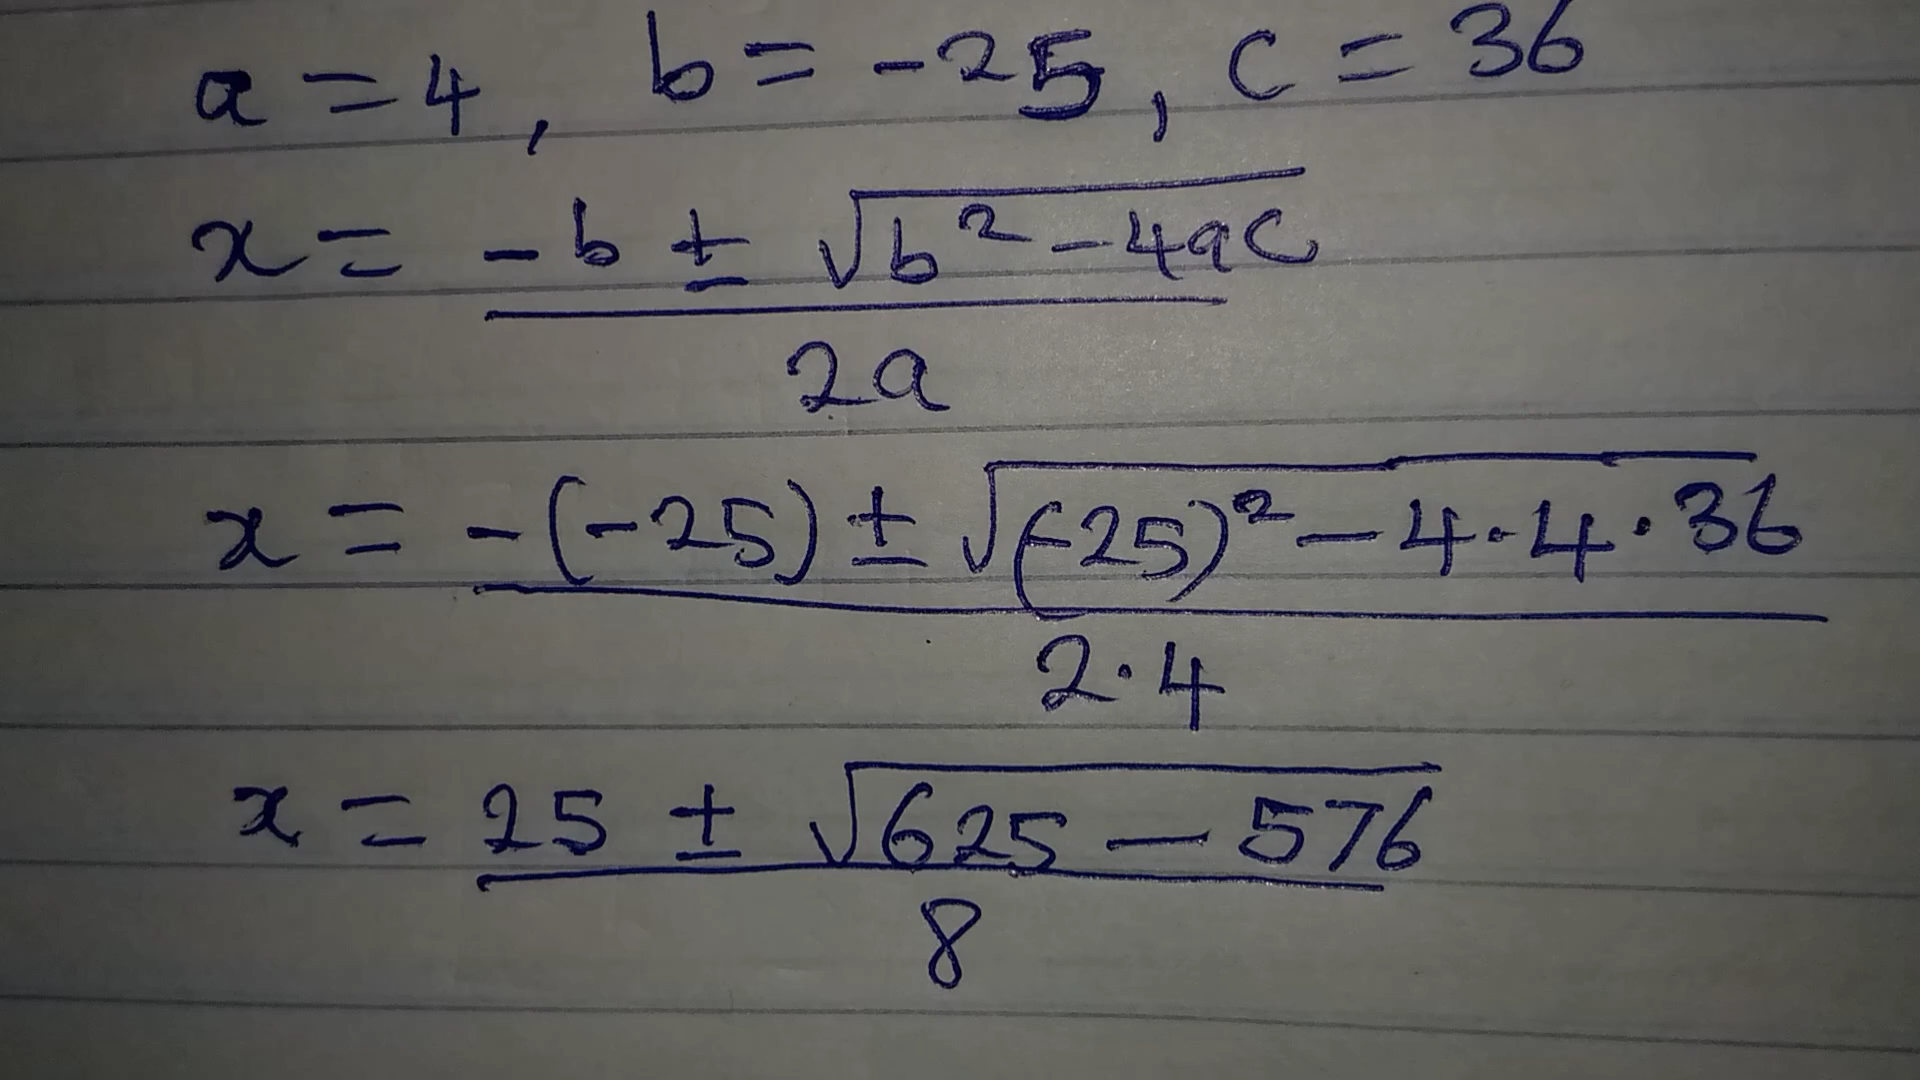 a = 4, b = -25, c = 36
x = -b ± √b² - 4ac
2a
x = -(-25) ± √(-25)² - 4·4·36
2·4
x = 25 ± √625 - 576
8